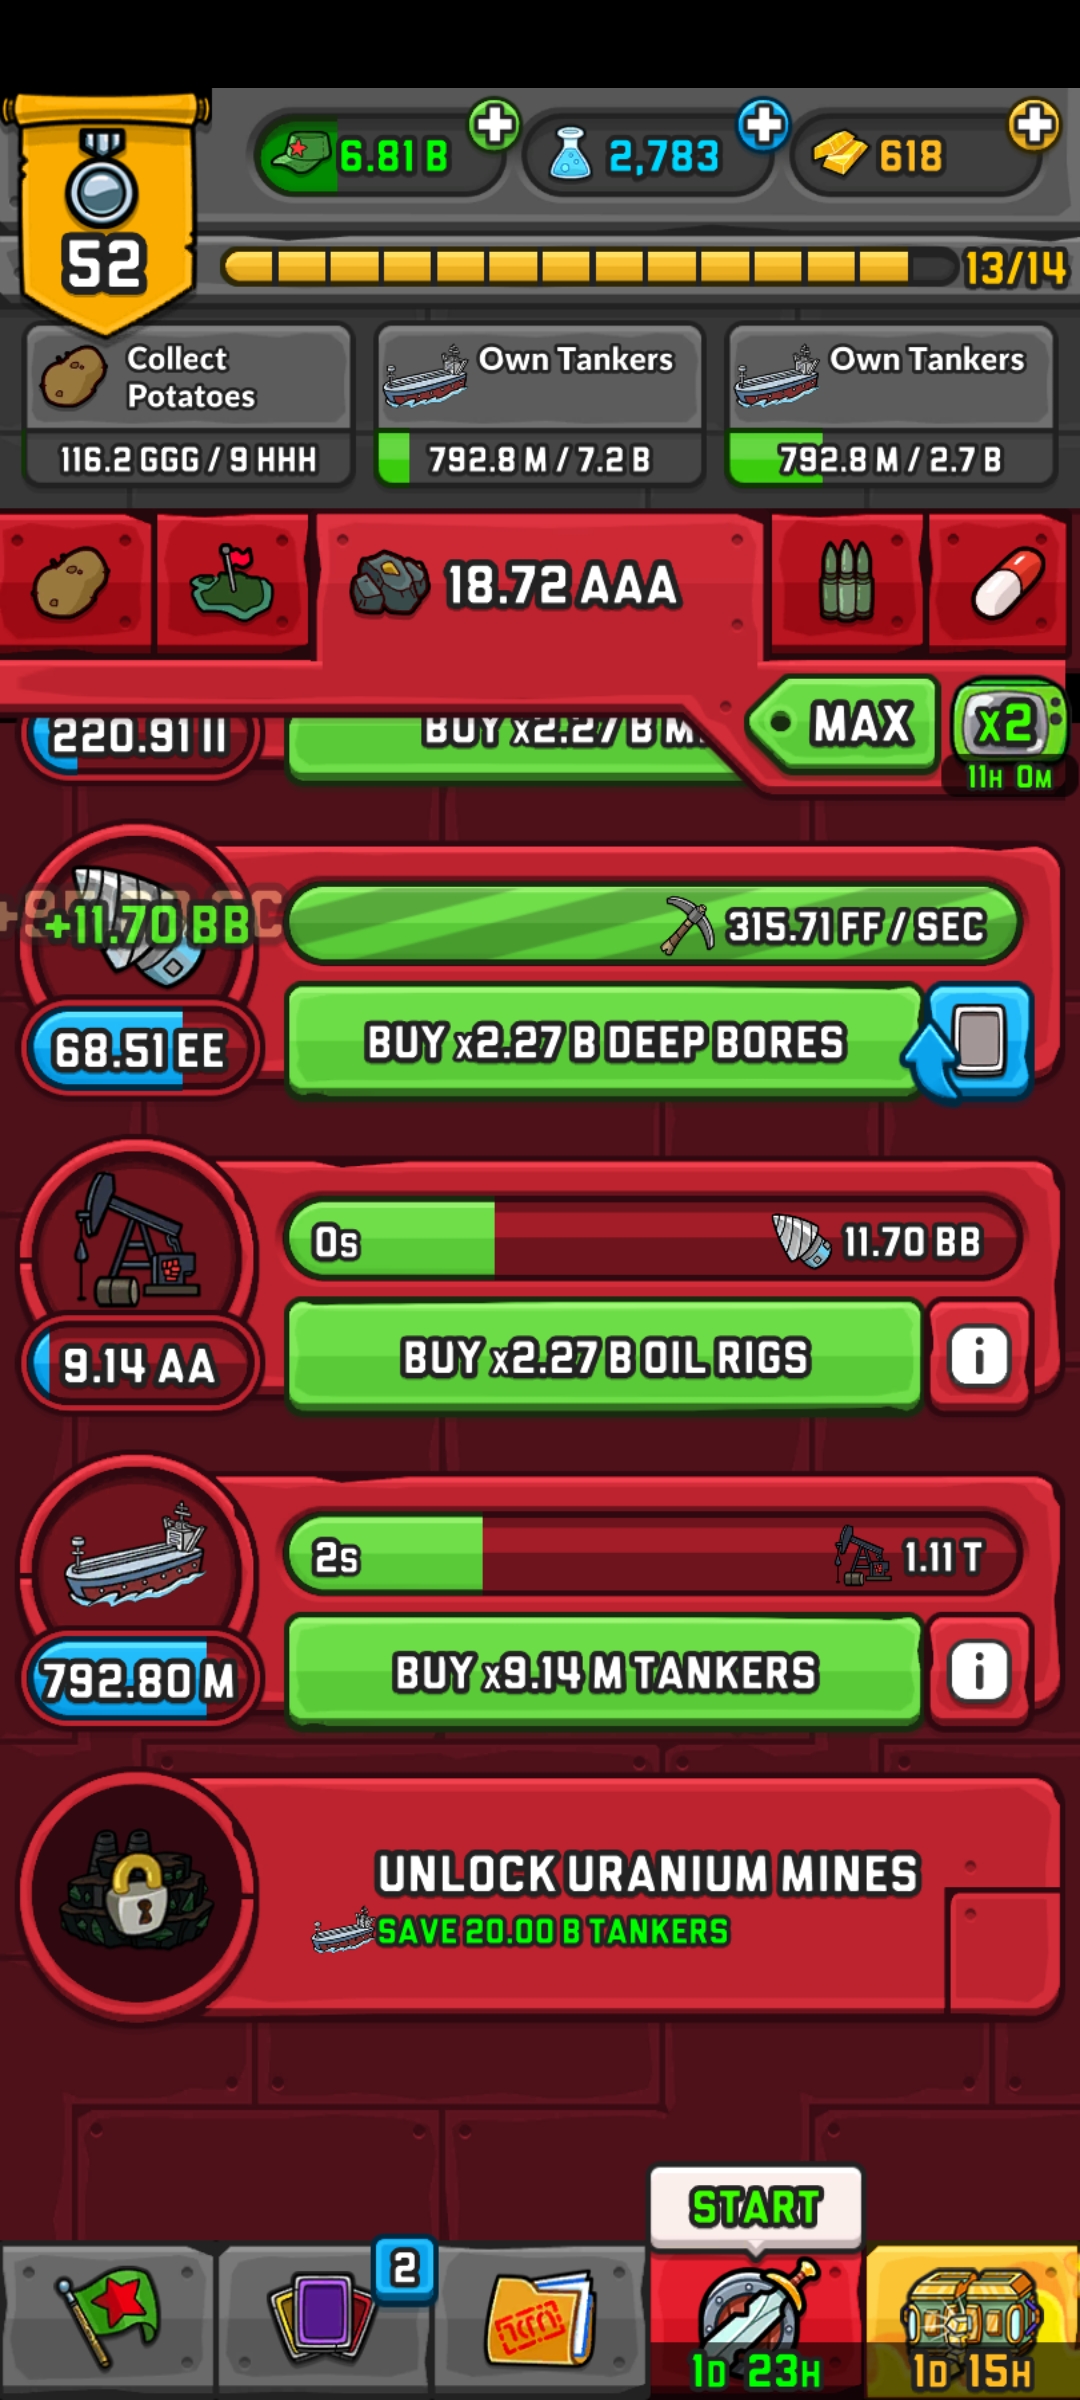 52
6.81 B
2,783
618
13/14
Collect
Potatoes
116.2 GGG / 9 HHH
Own Tankers
792.8 M / 7.2 B
Own Tankers
792.8 M / 2.7 B
18.72 AAA
MAX
x2
11H 0M
220.91 II
BUY x2.27 B M
+11.70 BB
315.71 FF / SEC
68.51 EE
BUY x2.27 B DEEP BORES
0s
11.70 BB
9.14 AA
BUY x2.27 B OIL RIGS
i
2s
1.11 T
792.80 M
BUY x9.14 M TANKERS
i
UNLOCK URANIUM MINES
SAVE 20.00 B TANKERS
START
2
1D 23H
1D 15H